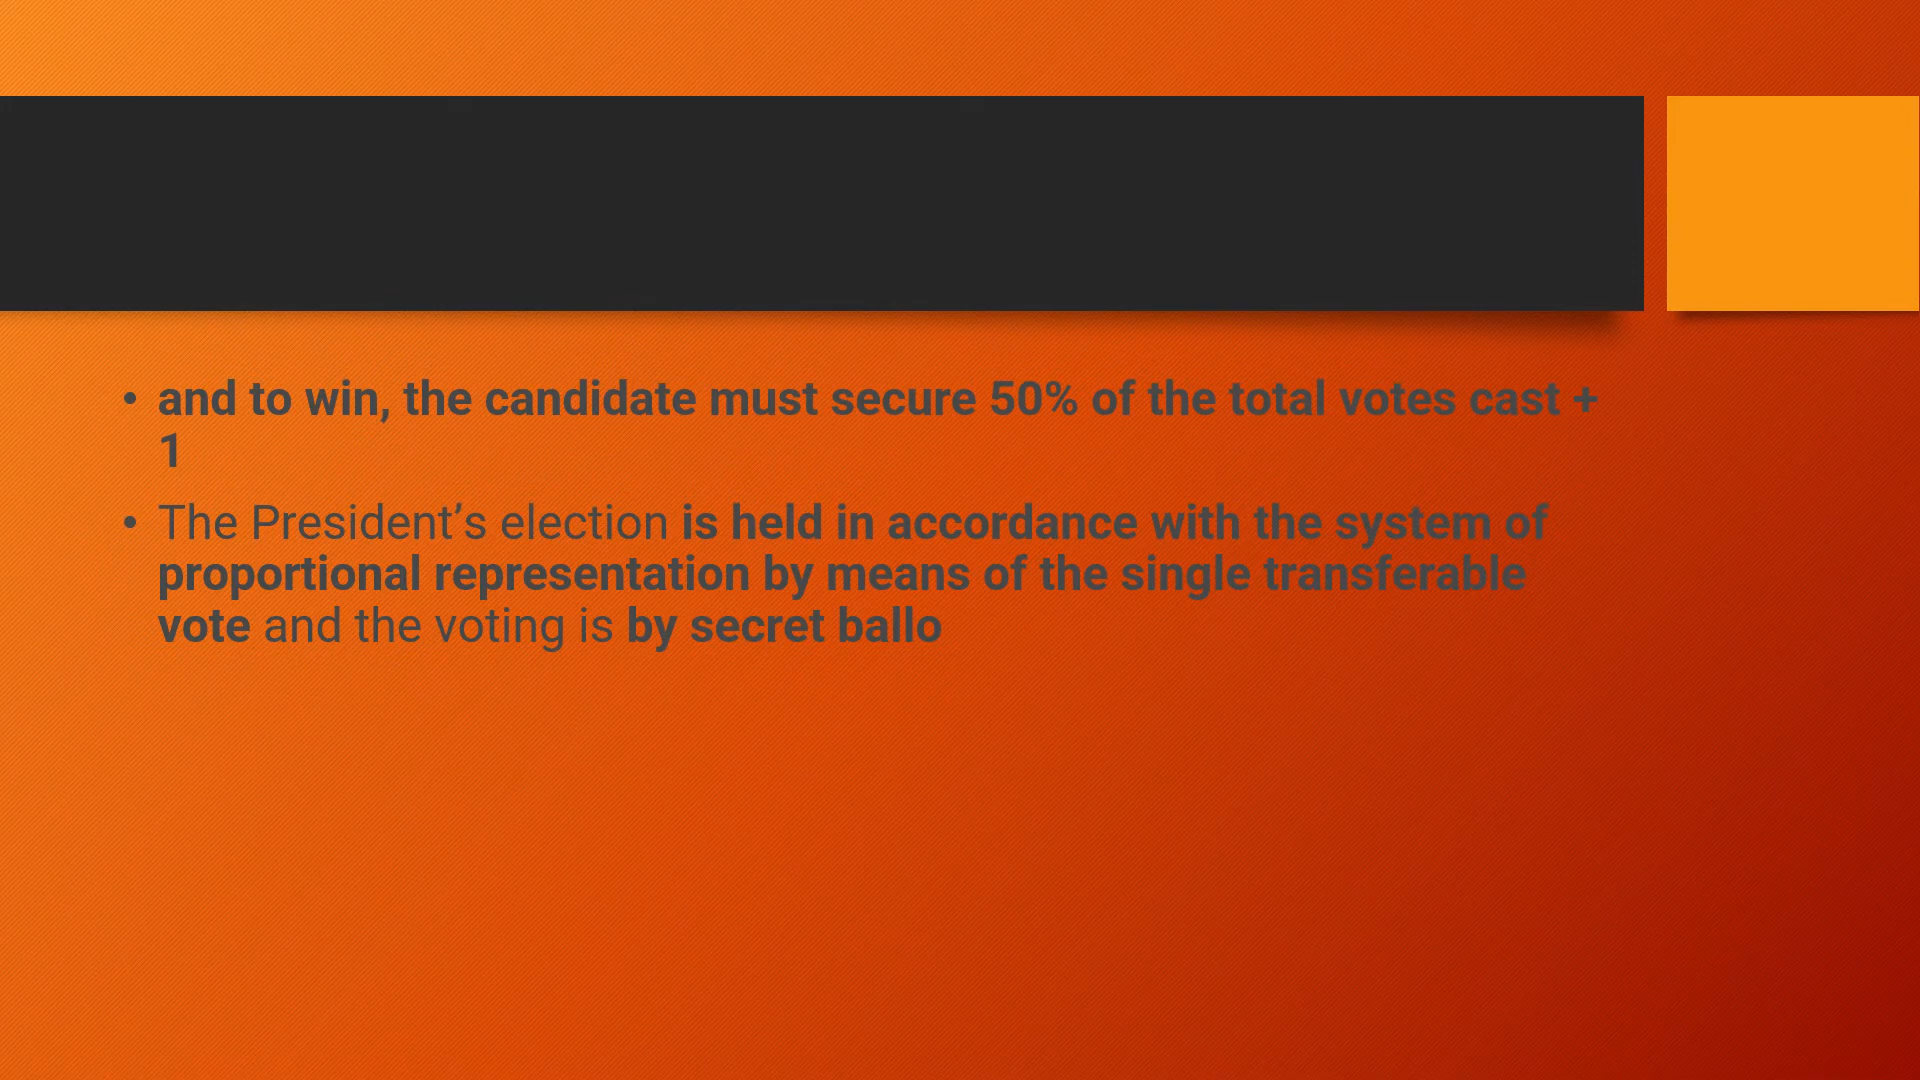 • and to win, the candidate must secure 50% of the total votes cast +
1
• The President’s election is held in accordance with the system of
proportional representation by means of the single transferable
vote and the voting is by secret ballo